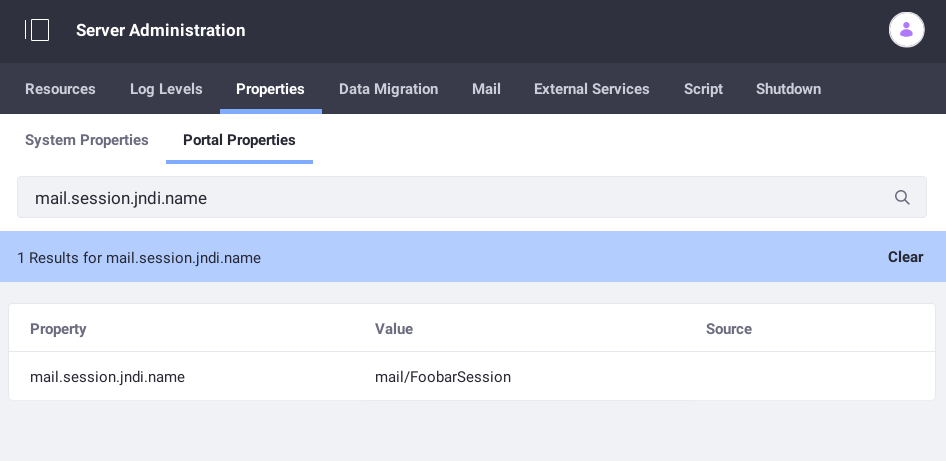 Server Administration
Resources Log Levels Properties Data Migration Mail External Services Script Shutdown
System Properties Portal Properties
mail.session.jndi.name
1 Results for mail.session.jndi.name Clear
Property Value Source
mail.session.jndi.name mail/FoobarSession